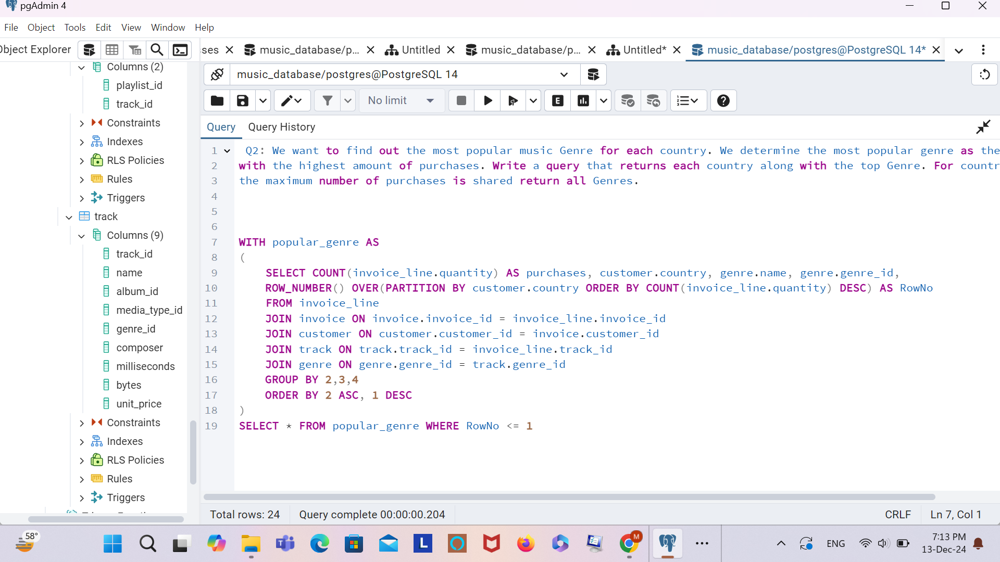 pgAdmin 4
File Object Tools Edit View Window Help
Object Explorer
ses
music_database/p...
Untitled
music_database/p...
Untitled*
music_database/postgres@PostgreSQL 14*
Columns (2)
playlist_id
track_id
Constraints
Indexes
RLS Policies
Rules
Triggers
track
Columns (9)
track_id
name
album_id
media_type_id
genre_id
composer
milliseconds
bytes
unit_price
Constraints
Indexes
RLS Policies
Rules
Triggers
music_database/postgres@PostgreSQL 14
No limit
E
Query Query History
1 Q2: We want to find out the most popular music Genre for each country. We determine the most popular genre as the
2 with the highest amount of purchases. Write a query that returns each country along with the top Genre. For countr
3 the maximum number of purchases is shared return all Genres.
4
5
6
7 WITH popular_genre AS
8 (
9 SELECT COUNT(invoice_line.quantity) AS purchases, customer.country, genre.name, genre.genre_id,
10 ROW_NUMBER() OVER(PARTITION BY customer.country ORDER BY COUNT(invoice_line.quantity) DESC) AS RowNo
11 FROM invoice_line
12 JOIN invoice ON invoice.invoice_id = invoice_line.invoice_id
13 JOIN customer ON customer.customer_id = invoice.customer_id
14 JOIN track ON track.track_id = invoice_line.track_id
15 JOIN genre ON genre.genre_id = track.genre_id
16 GROUP BY 2,3,4
17 ORDER BY 2 ASC, 1 DESC
18 )
19 SELECT * FROM popular_genre WHERE RowNo <= 1
Total rows: 24 Query complete 00:00:00.204 CRLF Ln 7, Col 1
58°
L
M
ENG
7:13 PM
13-Dec-24